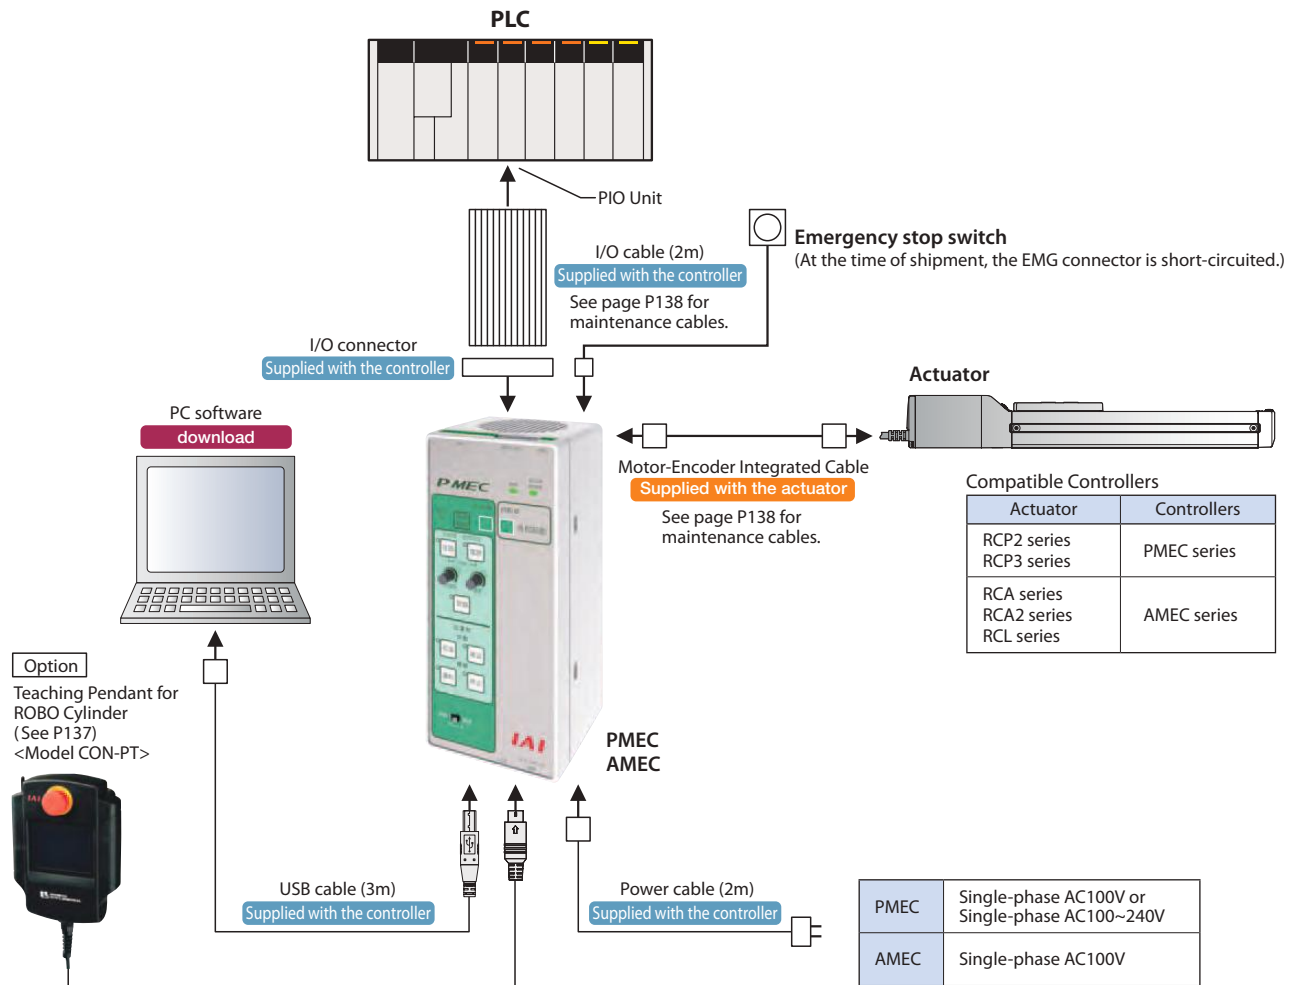 PLC
PIO Unit
I/O cable (2m)
Supplied with the controller
See page P138 for
maintenance cables.
Emergency stop switch
(At the time of shipment, the EMG connector is short-circuited.)
I/O connector
Supplied with the controller
PC software
download
Actuator
Motor-Encoder Integrated Cable
Supplied with the actuator
See page P138 for
maintenance cables.
Compatible Controllers
Actuator Controllers
RCP2 series
RCP3 series
PMEC series
RCA series
RCA2 series
RCL series
AMEC series
PMEC
IAI
PMEC
AMEC
Option
Teaching Pendant for
ROBO Cylinder
(See P137)
<Model CON-PT>
IAI
USB cable (3m)
Supplied with the controller
Power cable (2m)
Supplied with the controller
PMEC
Single-phase AC100V or
Single-phase AC100~240V
AMEC
Single-phase AC100V